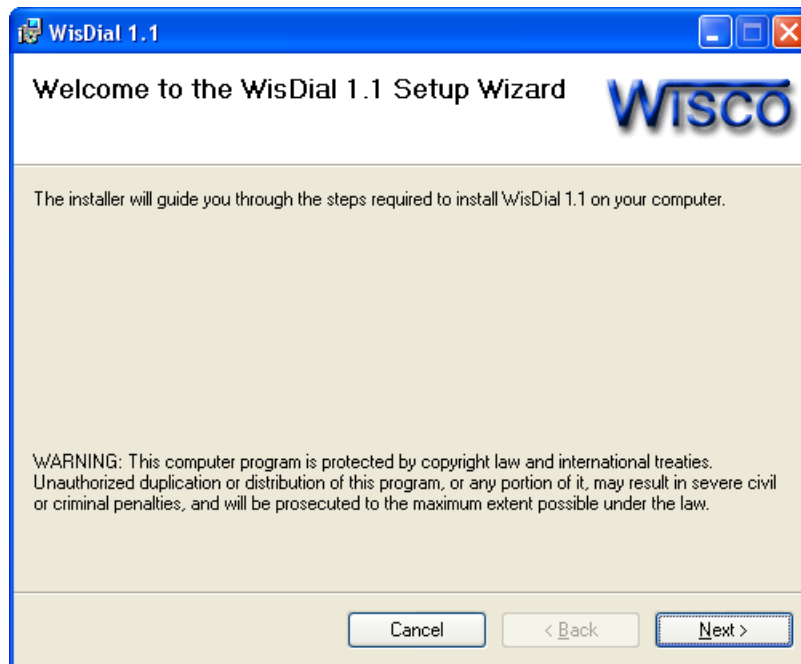 WisDial 1.1
Welcome to the WisDial 1.1 Setup Wizard
WISCO
The installer will guide you through the steps required to install WisDial 1.1 on your computer.
WARNING: This computer program is protected by copyright law and international treaties.
Unauthorized duplication or distribution of this program, or any portion of it, may result in severe civil
or criminal penalties, and will be prosecuted to the maximum extent possible under the law.
Cancel
< Back
Next >